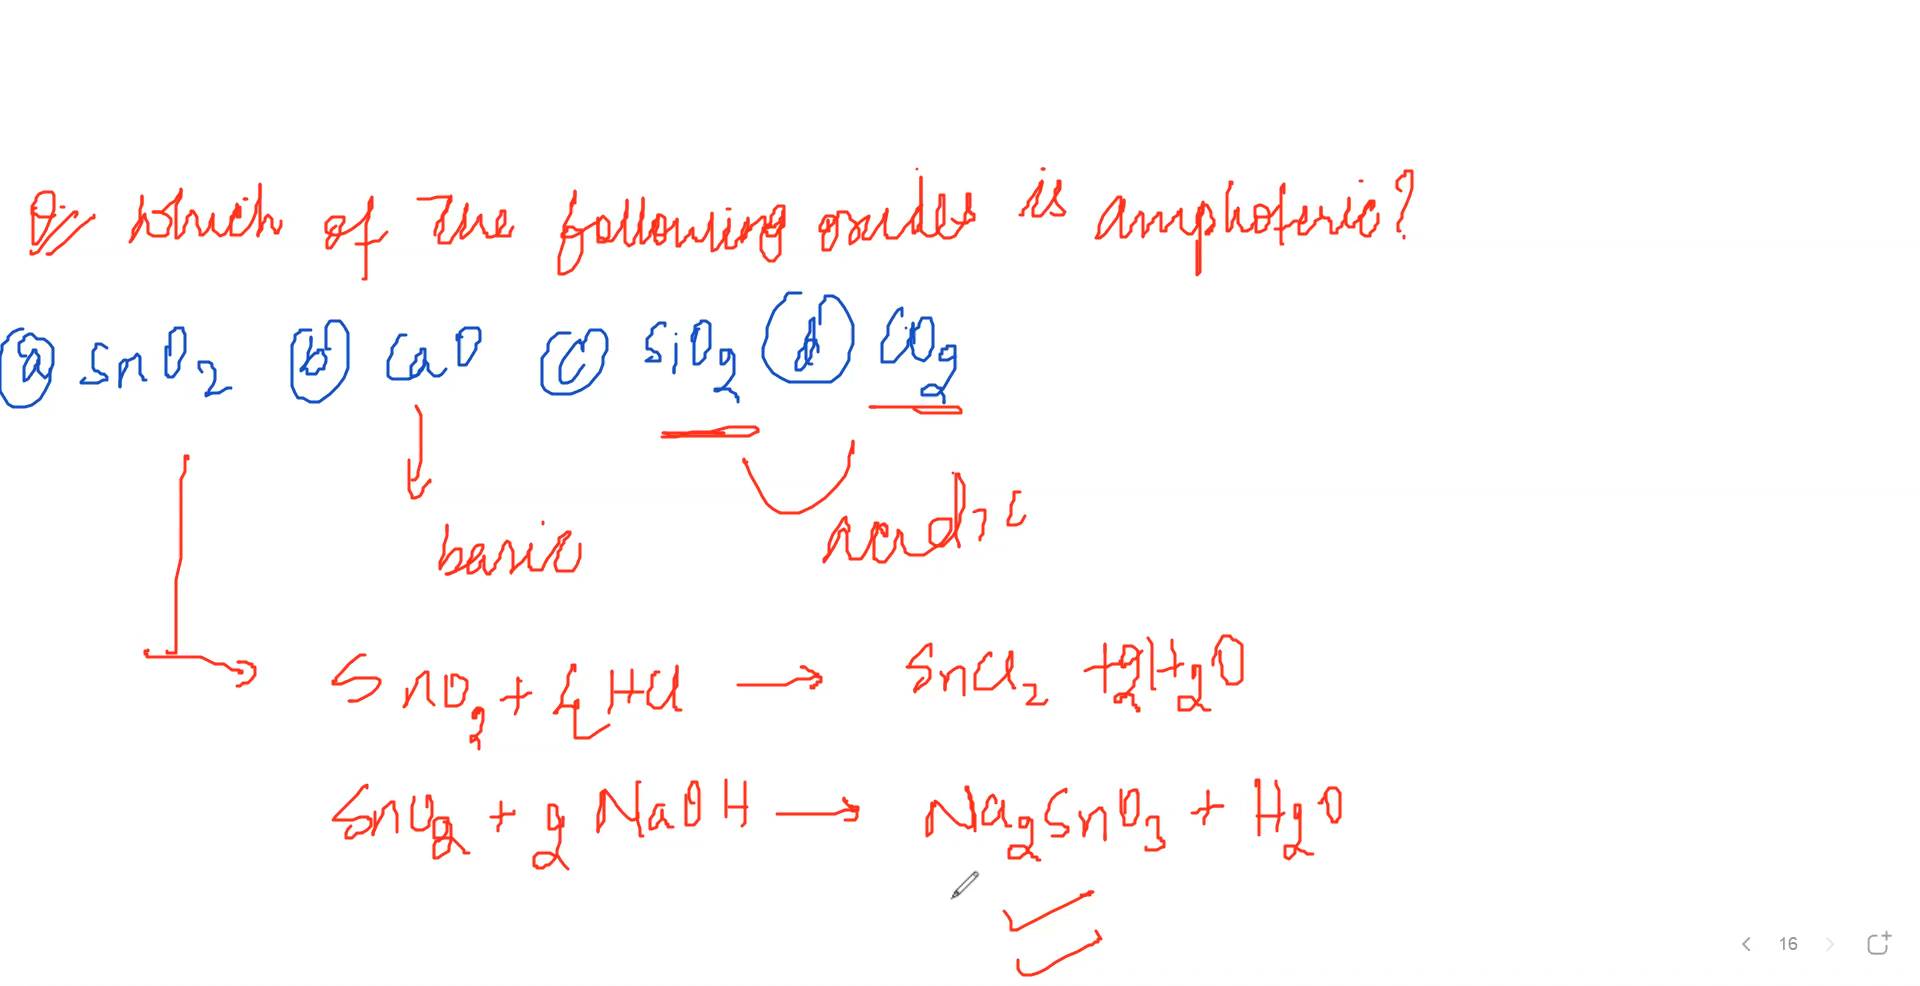 Q Which of the following oxides is amphoteric?
(a) SnO2 (b) CaO (c) SiO2 (d) CO2
basic
acidic
SnO2 + 4HCl → SnCl2 + 2H2O
SnO2 + 2NaOH → Na2SnO3 + H2O
16